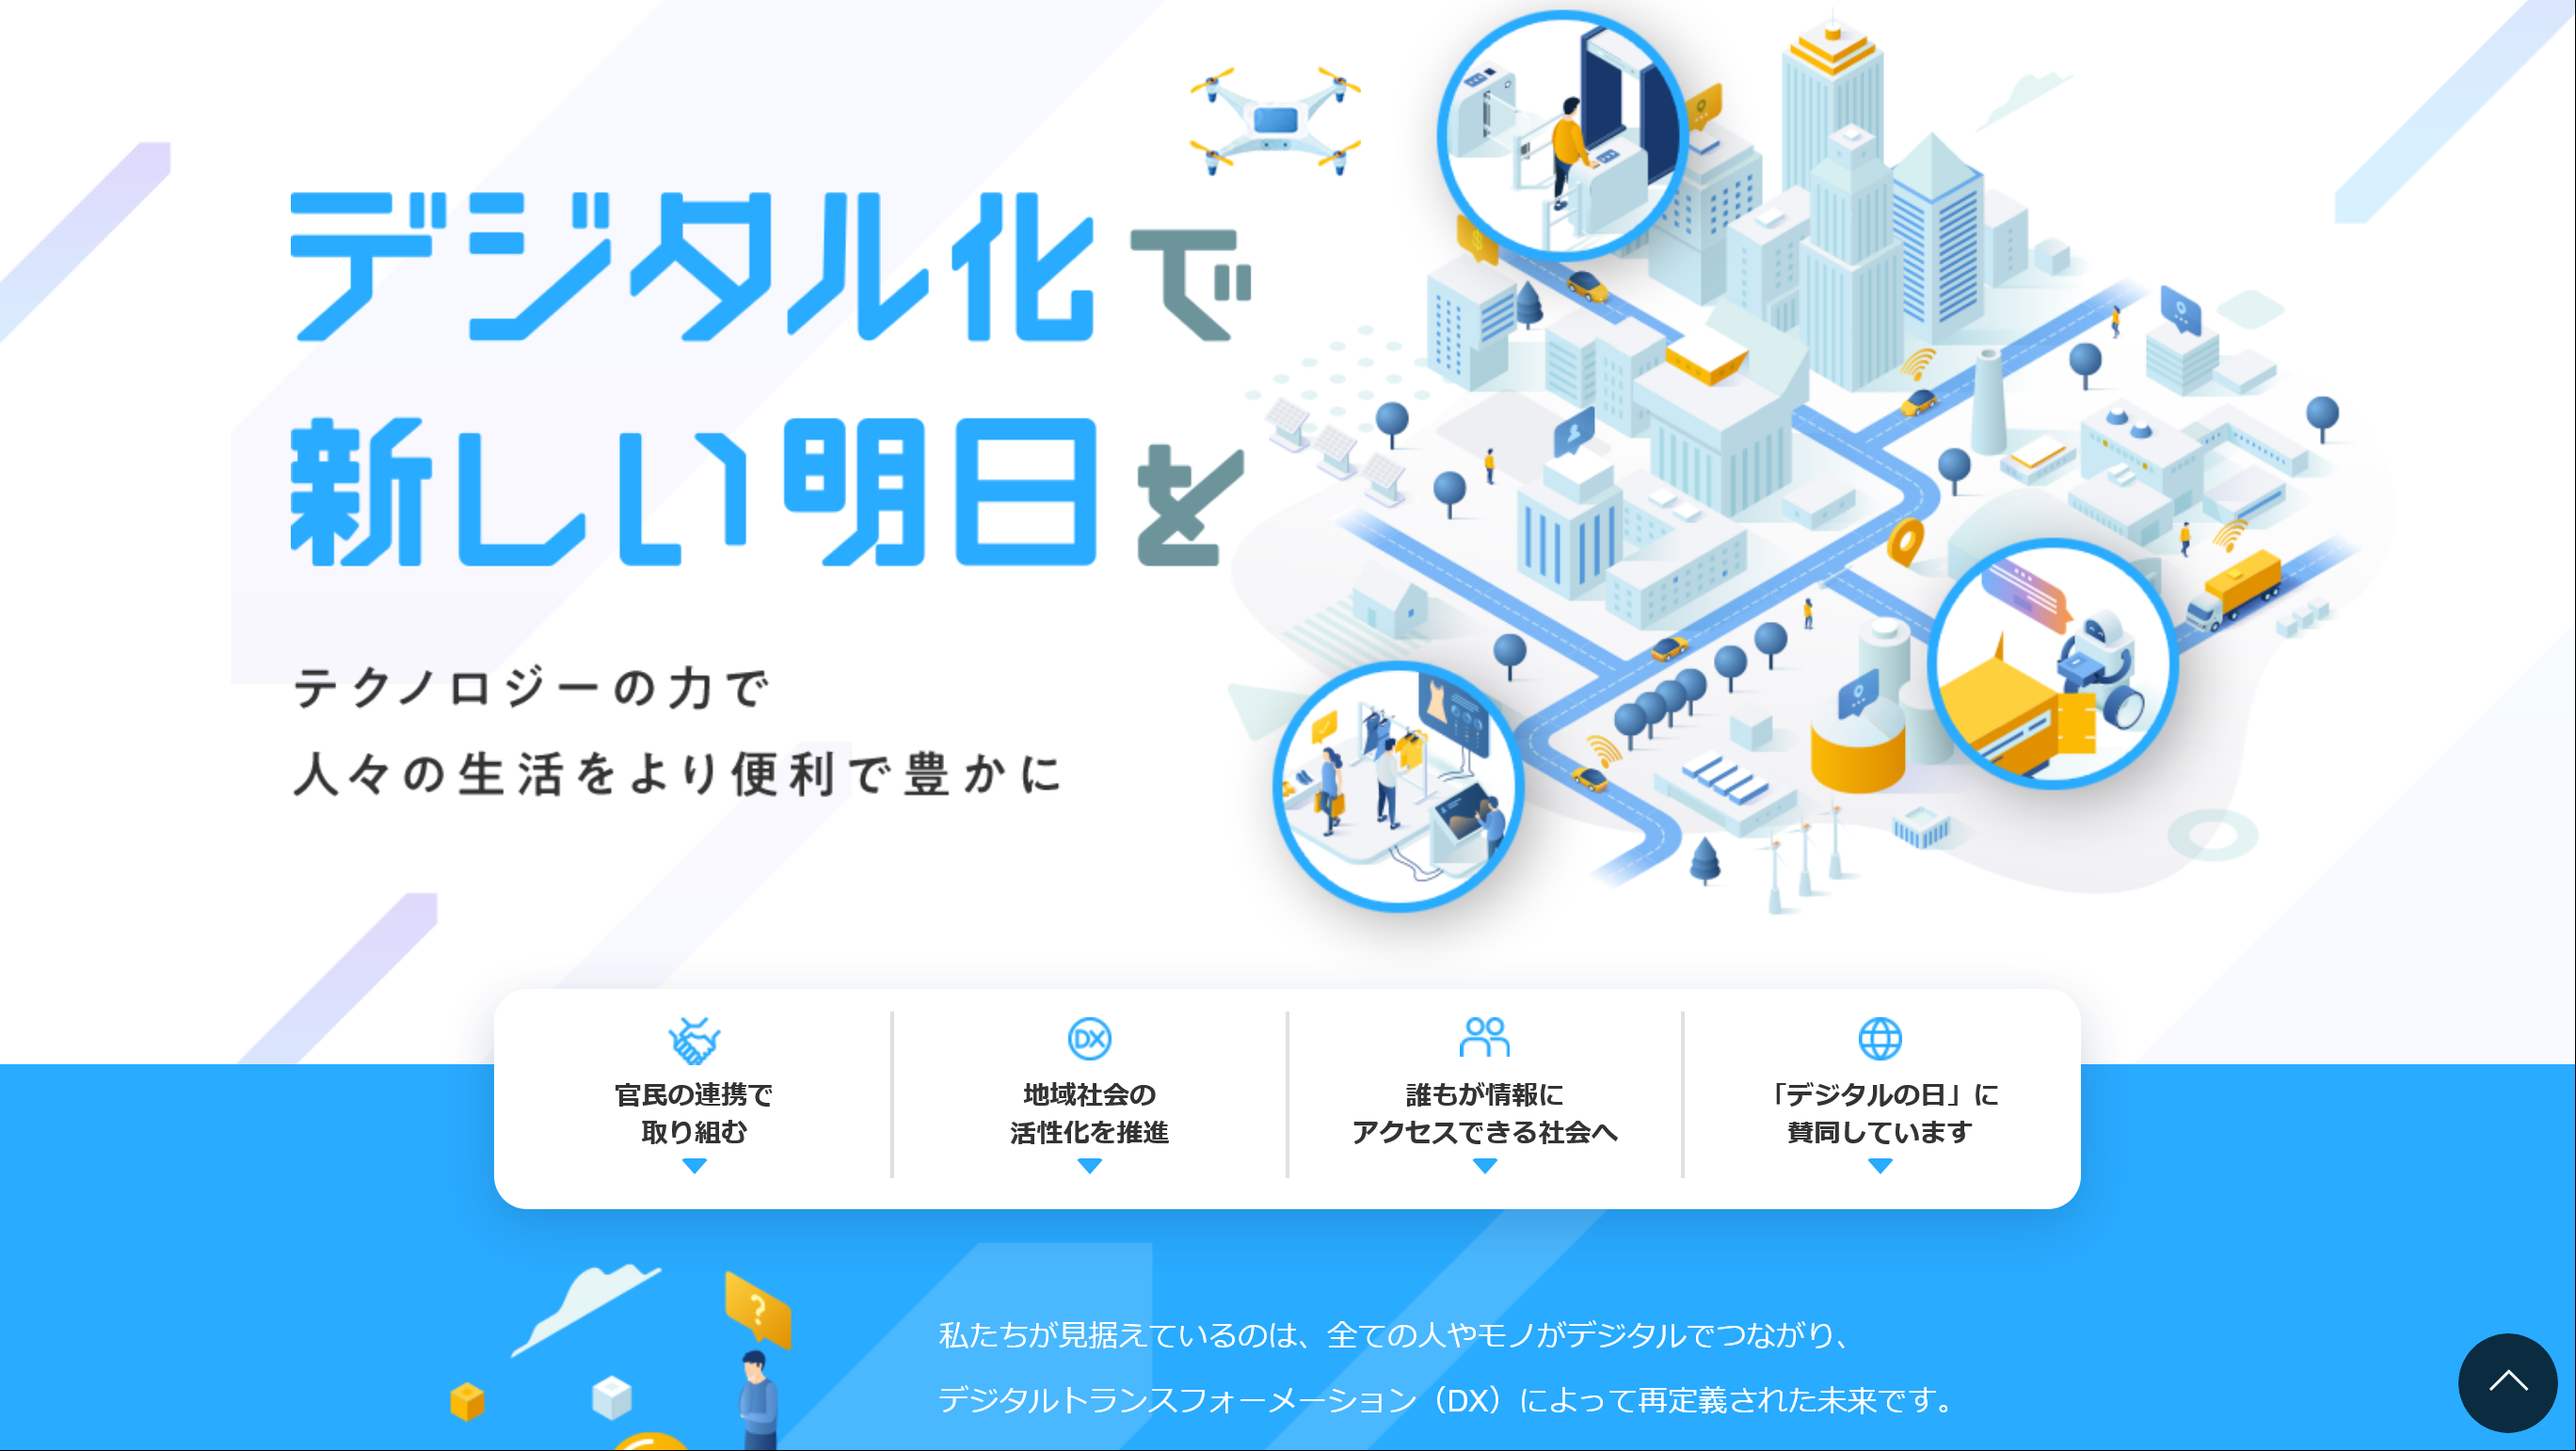 デジタル化で
新しい明日を
テクノロジーの力で
人々の生活をより便利で豊かに
官民の連携で
取り組む
DX
地域社会の
活性化を推進
誰もが情報に
アクセスできる社会へ
「デジタルの日」に
賛同しています
?
私たちが見据えているのは、全ての人やモノがデジタルでつながり、
デジタルトランスフォーメーション（DX）によって再定義された未来です。